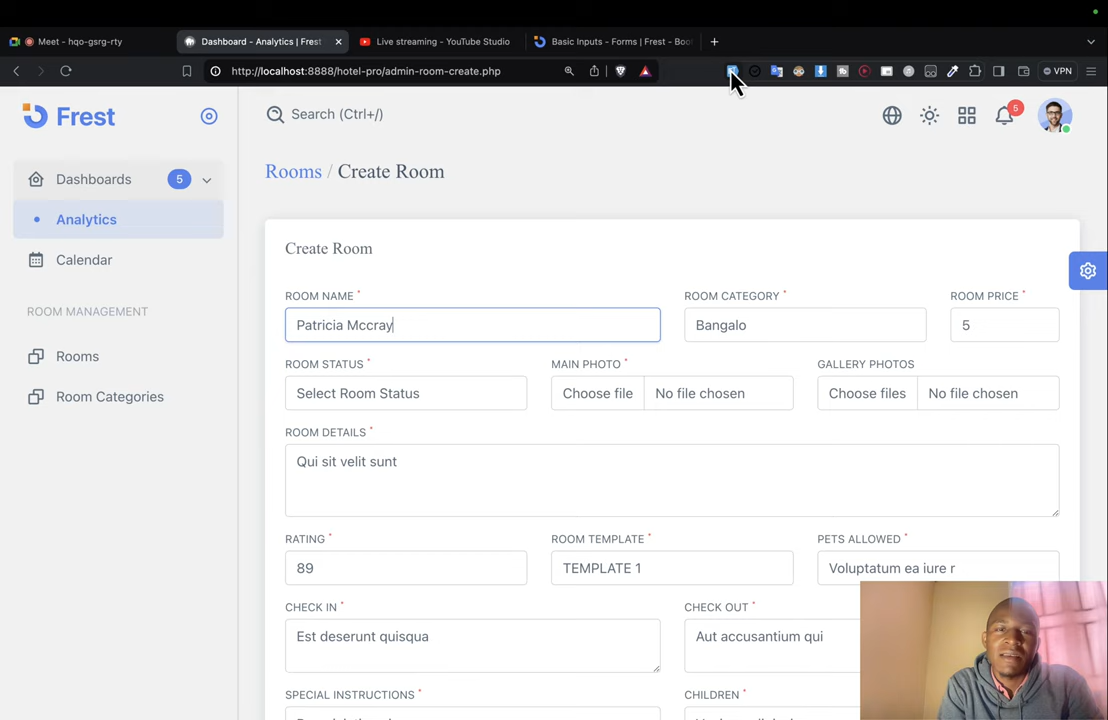 Meet - hqo-gsrg-rty
Dashboard - Analytics | Frest
Live streaming - YouTube Studio
Basic Inputs - Forms | Frest - Boo
http://localhost:8888/hotel-pro/admin-room-create.php
VPN
Frest
Search (Ctrl+/)
5
Dashboards
5
Analytics
Calendar
ROOM MANAGEMENT
Rooms
Room Categories
Rooms / Create Room
Create Room
ROOM NAME *
ROOM CATEGORY *
ROOM PRICE *
Patricia Mccray
Bangalo
5
ROOM STATUS *
MAIN PHOTO *
GALLERY PHOTOS
Select Room Status
Choose file
No file chosen
Choose files
No file chosen
ROOM DETAILS *
Qui sit velit sunt
RATING *
ROOM TEMPLATE *
PETS ALLOWED *
89
TEMPLATE 1
Voluptatum ea iure r
CHECK IN *
CHECK OUT *
Est deserunt quisqua
Aut accusantium qui
SPECIAL INSTRUCTIONS *
CHILDREN *